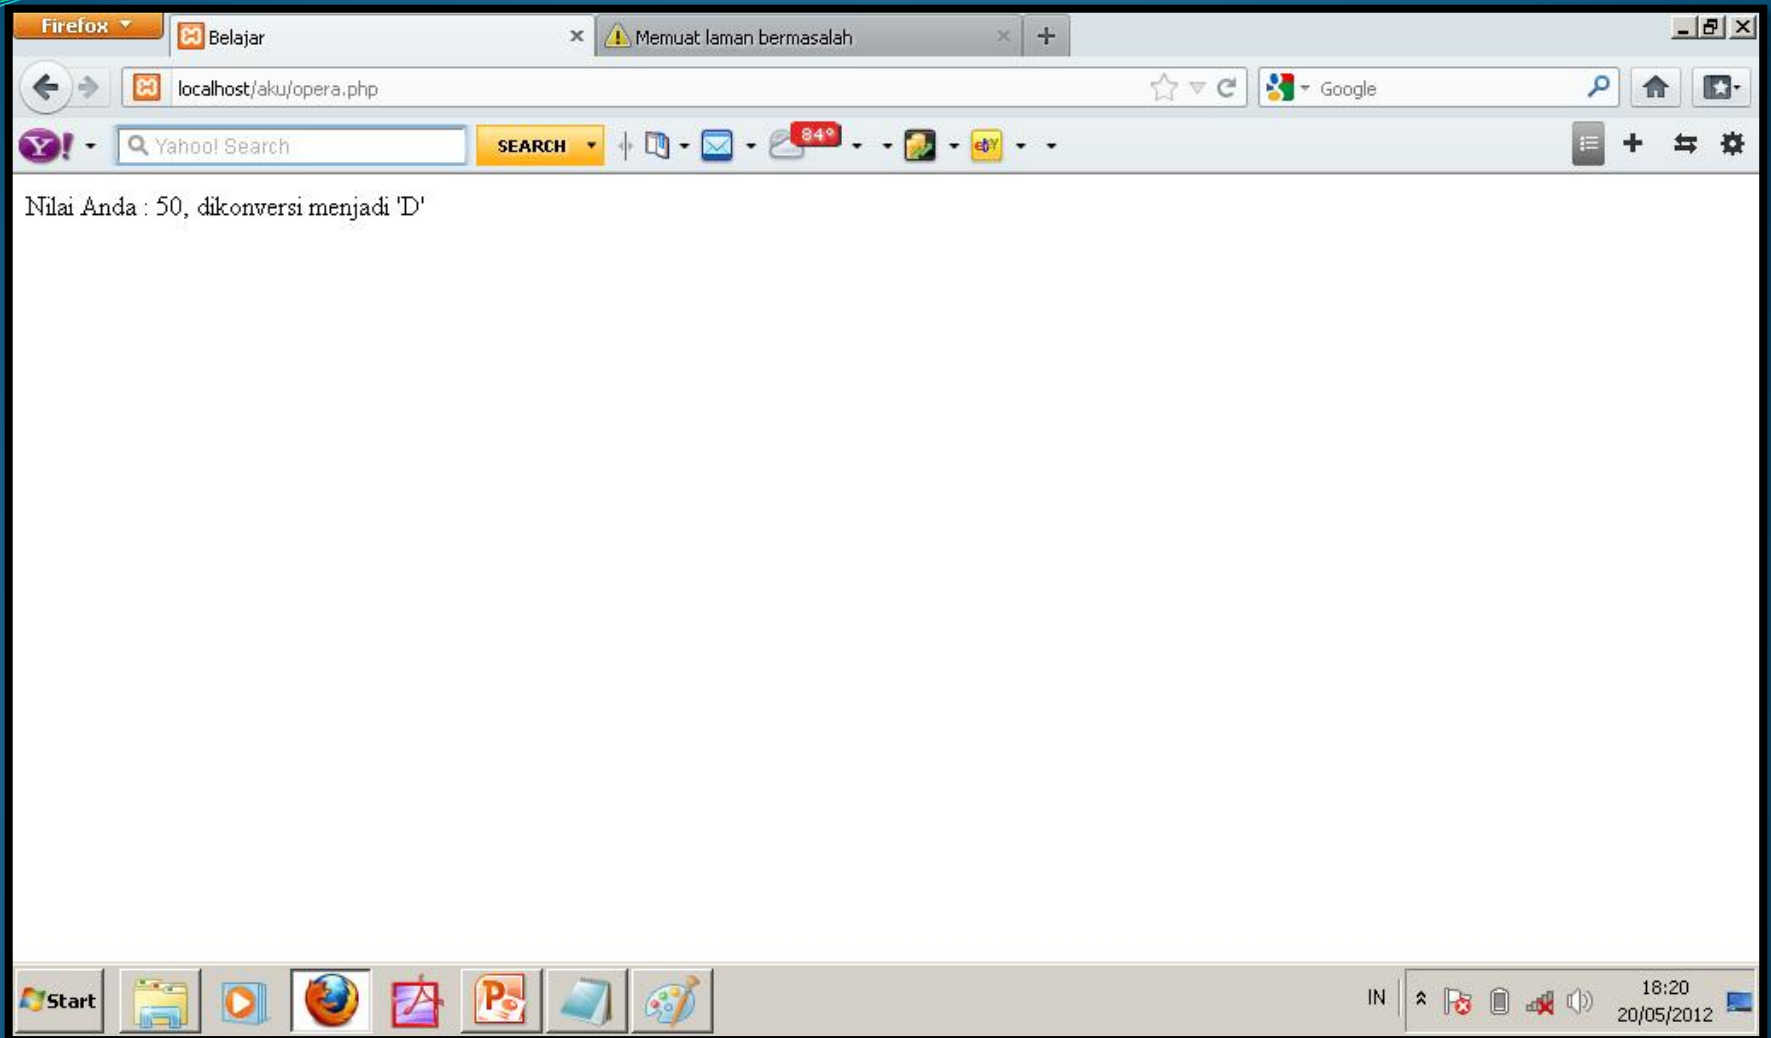 Firefox
Belajar
Memuat laman bermasalah
localhost/aku/opera.php
Google
Y!
Yahoo! Search
SEARCH
84°
ebY
Nilai Anda : 50, dikonversi menjadi 'D'
Start
IN
18:20
20/05/2012